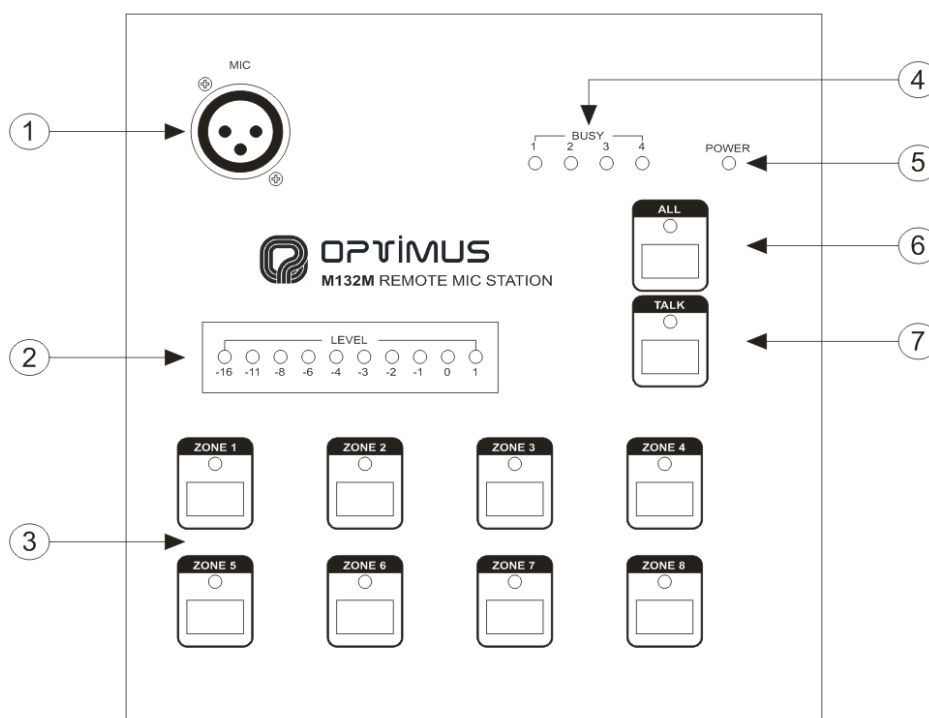 MIC
1
4
BUSY
1 2 3 4
POWER
5
ALL
6
OPTİMUS
M132M REMOTE MIC STATION
TALK
7
2
LEVEL
-16 -11 -8 -6 -4 -3 -2 -1 0 1
ZONE 1 ZONE 2 ZONE 3 ZONE 4
3
ZONE 5 ZONE 6 ZONE 7 ZONE 8